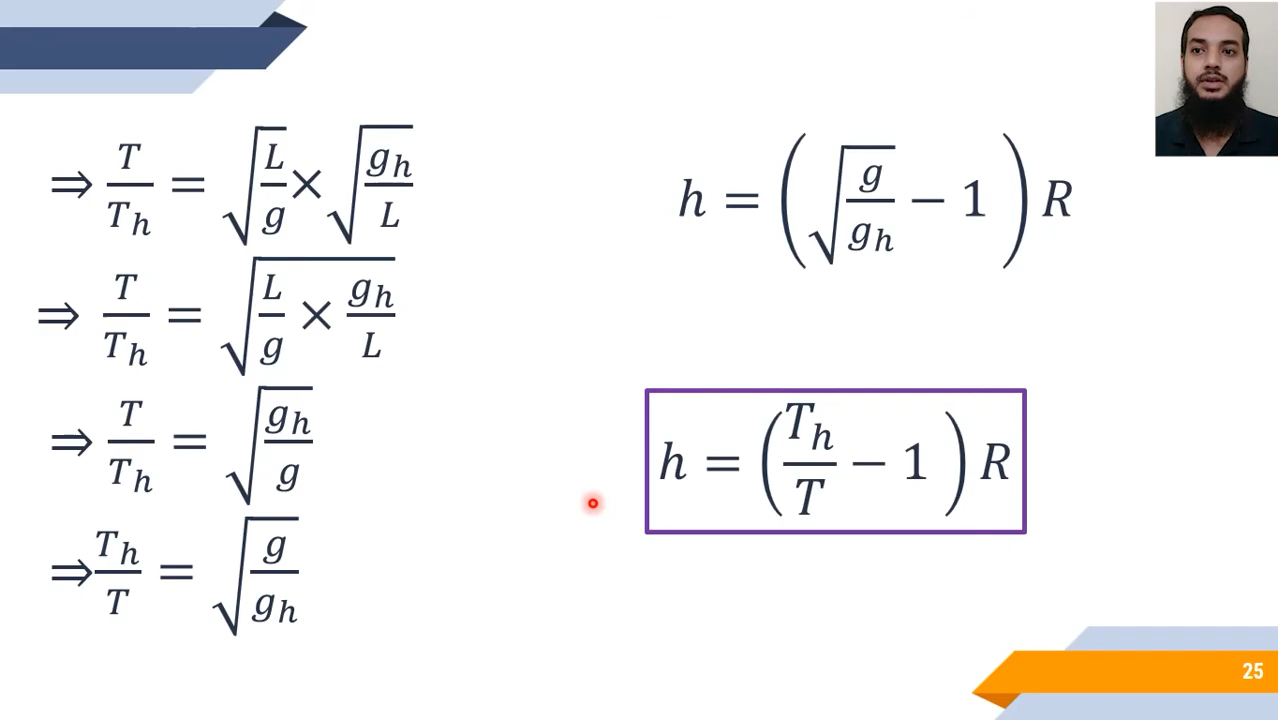 ⇒ T/T_h = √(L/g) × √(g_h/L)
⇒ T/T_h = √(L/g × g_h/L)
⇒ T/T_h = √(g_h/g)
⇒ T_h/T = √(g/g_h)
h = (√(g/g_h) − 1) R
h = (T_h/T − 1) R
25